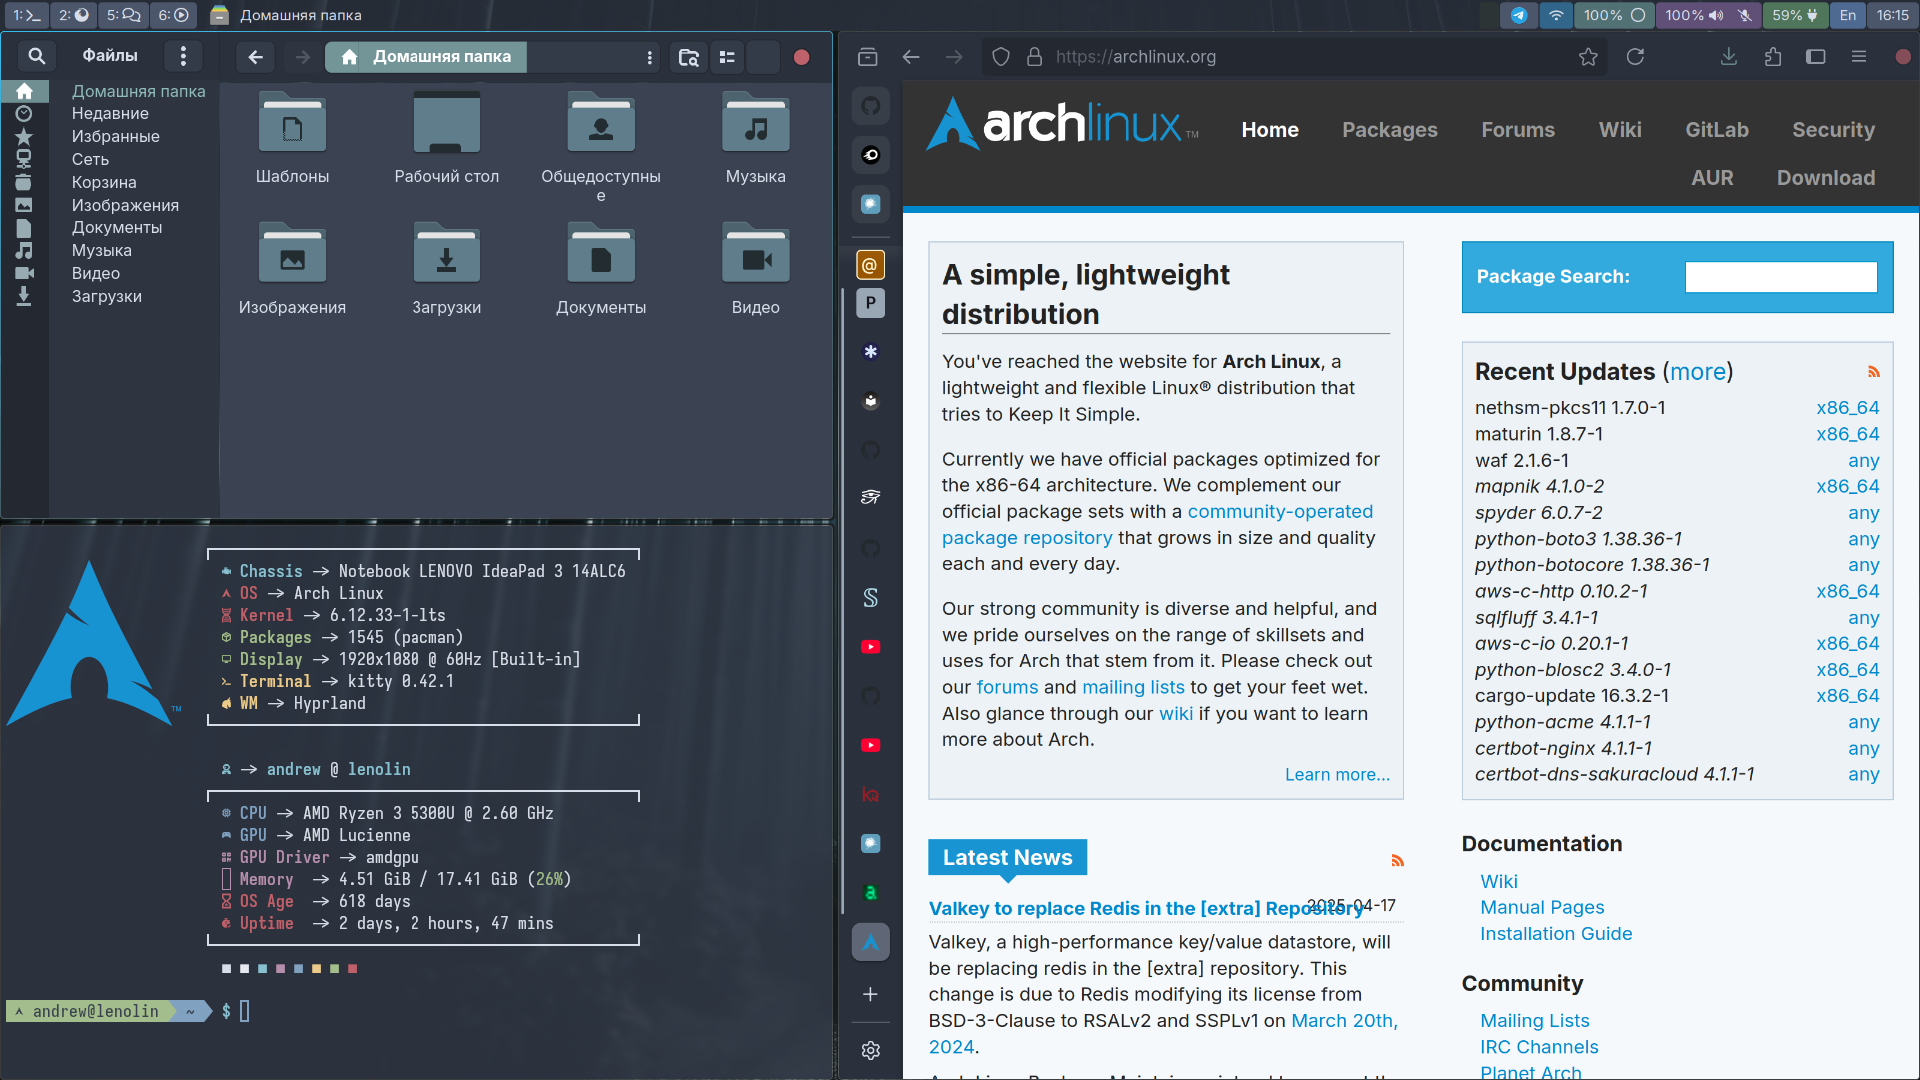 1: 2: 5: 6: Домашняя папка 100% 100% 59% En 16:15
Файлы Домашняя папка
Домашняя папка
Недавние
Избранные
Сеть
Корзина
Изображения
Документы
Музыка
Видео
Загрузки
Шаблоны Рабочий стол Общедоступны Музыка
е
Изображения Загрузки Документы Видео
Chassis -> Notebook LENOVO IdeaPad 3 14ALC6
OS -> Arch Linux
Kernel -> 6.12.33-1-lts
Packages -> 1545 (pacman)
Display -> 1920x1080 @ 60Hz [Built-in]
Terminal -> kitty 0.42.1
WM -> Hyprland
TM
-> andrew @ lenolin
CPU -> AMD Ryzen 3 5300U @ 2.60 GHz
GPU -> AMD Lucienne
GPU Driver -> amdgpu
Memory -> 4.51 GiB / 17.41 GiB (26%)
OS Age -> 618 days
Uptime -> 2 days, 2 hours, 47 mins
andrew@lenolin ~ $
https://archlinux.org
@
P
archlinux TM
Home Packages Forums Wiki GitLab Security
AUR Download
A simple, lightweight
distribution
You've reached the website for Arch Linux, a
lightweight and flexible Linux® distribution that
tries to Keep It Simple.
Currently we have official packages optimized for
the x86-64 architecture. We complement our
official package sets with a community-operated
package repository that grows in size and quality
each and every day.
Our strong community is diverse and helpful, and
we pride ourselves on the range of skillsets and
uses for Arch that stem from it. Please check out
our forums and mailing lists to get your feet wet.
Also glance through our wiki if you want to learn
more about Arch.
Learn more...
Latest News
Valkey to replace Redis in the [extra] Repository 2025-04-17
Valkey, a high-performance key/value datastore, will
be replacing redis in the [extra] repository. This
change is due to Redis modifying its license from
BSD-3-Clause to RSALv2 and SSPLv1 on March 20th,
2024.
Package Search:
Recent Updates (more)
nethsm-pkcs11 1.7.0-1 x86_64
maturin 1.8.7-1 x86_64
waf 2.1.6-1 any
mapnik 4.1.0-2 x86_64
spyder 6.0.7-2 any
python-boto3 1.38.36-1 any
python-botocore 1.38.36-1 any
aws-c-http 0.10.2-1 x86_64
sqlfluff 3.4.1-1 any
aws-c-io 0.20.1-1 x86_64
python-blosc2 3.4.0-1 x86_64
cargo-update 16.3.2-1 x86_64
python-acme 4.1.1-1 any
certbot-nginx 4.1.1-1 any
certbot-dns-sakuracloud 4.1.1-1 any
Documentation
Wiki
Manual Pages
Installation Guide
Community
Mailing Lists
IRC Channels
Planet Arch